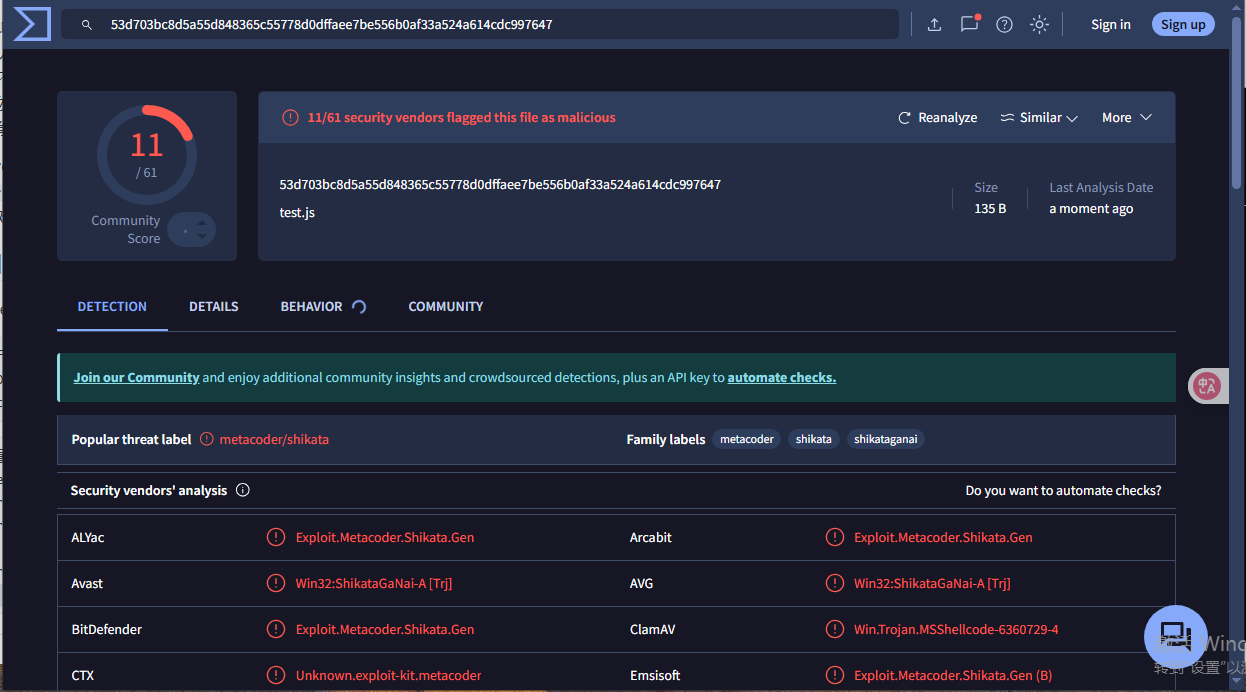 53d703bc8d5a55d848365c55778d0dffaee7be556b0af33a524a614cdc997647
Sign in
Sign up
11
/ 61
Community
Score
11/61 security vendors flagged this file as malicious
Reanalyze
Similar
More
53d703bc8d5a55d848365c55778d0dffaee7be556b0af33a524a614cdc997647
test.js
Size
135 B
Last Analysis Date
a moment ago
DETECTION
DETAILS
BEHAVIOR
COMMUNITY
Join our Community and enjoy additional community insights and crowdsourced detections, plus an API key to automate checks.
Popular threat label
metacoder/shikata
Family labels
metacoder
shikata
shikataganai
Security vendors' analysis
Do you want to automate checks?
ALYac
Exploit.Metacoder.Shikata.Gen
Arcabit
Exploit.Metacoder.Shikata.Gen
Avast
Win32:ShikataGaNai-A [Trj]
AVG
Win32:ShikataGaNai-A [Trj]
BitDefender
Exploit.Metacoder.Shikata.Gen
ClamAV
Win.Trojan.MSShellcode-6360729-4
CTX
Unknown.exploit-kit.metacoder
Emsisoft
Exploit.Metacoder.Shikata.Gen (B)
转到"设置"以